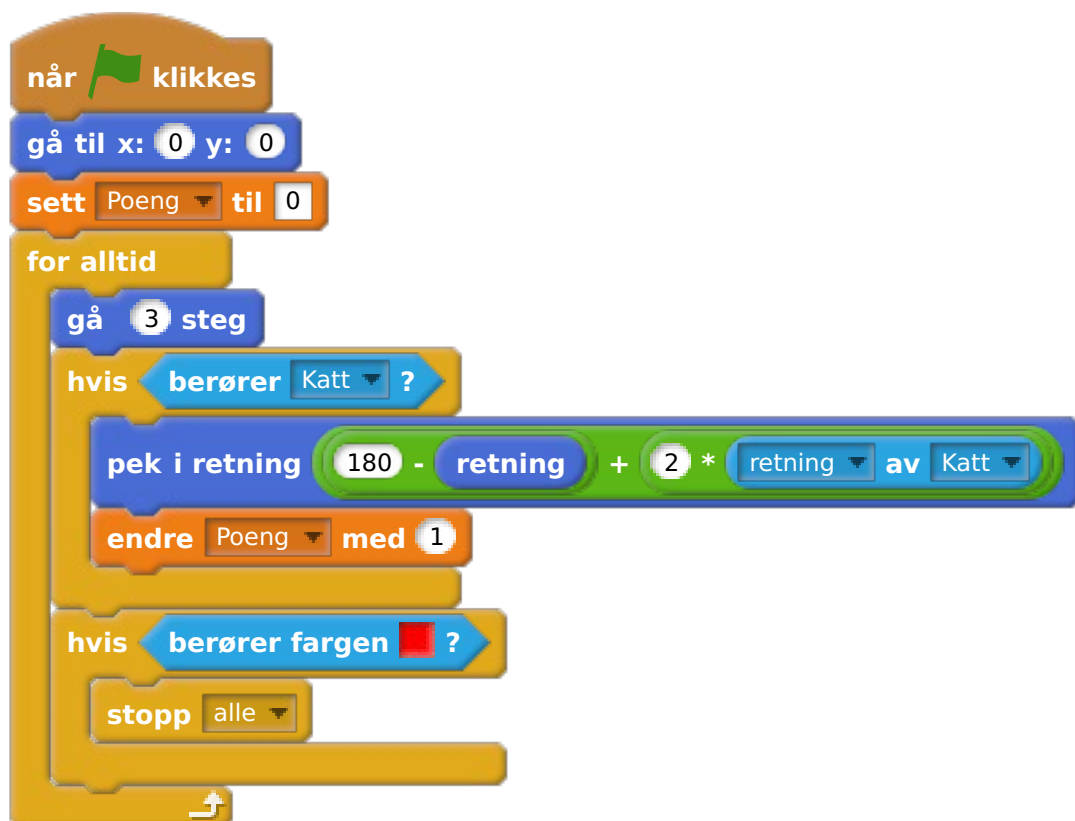 når klikkes
gå til x: 0 y: 0
sett Poeng til 0
for alltid
gå 3 steg
hvis berører Katt ?
pek i retning 180 - retning + 2 * retning av Katt
endre Poeng med 1
hvis berører fargen ?
stopp alle